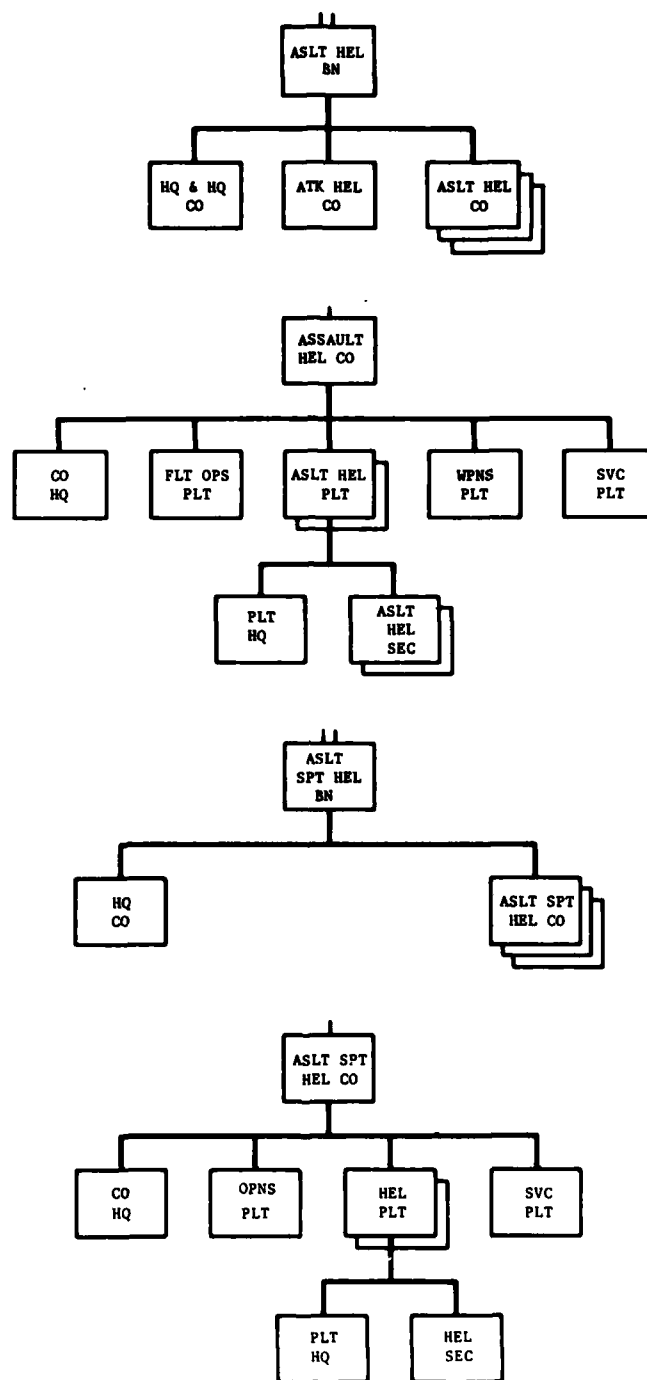 ASLT HEL
BN
HQ & HQ
CO
ATK HEL
CO
ASLT HEL
CO
ASSAULT
HEL CO
CO
HQ
FLT OPS
PLT
ASLT HEL
PLT
WPNS
PLT
SVC
PLT
PLT
HQ
ASLT
HEL
SEC
ASLT
SPT HEL
BN
HQ
CO
ASLT SPT
HEL CO
ASLT SPT
HEL CO
CO
HQ
OPNS
PLT
HEL
PLT
SVC
PLT
PLT
HQ
HEL
SEC